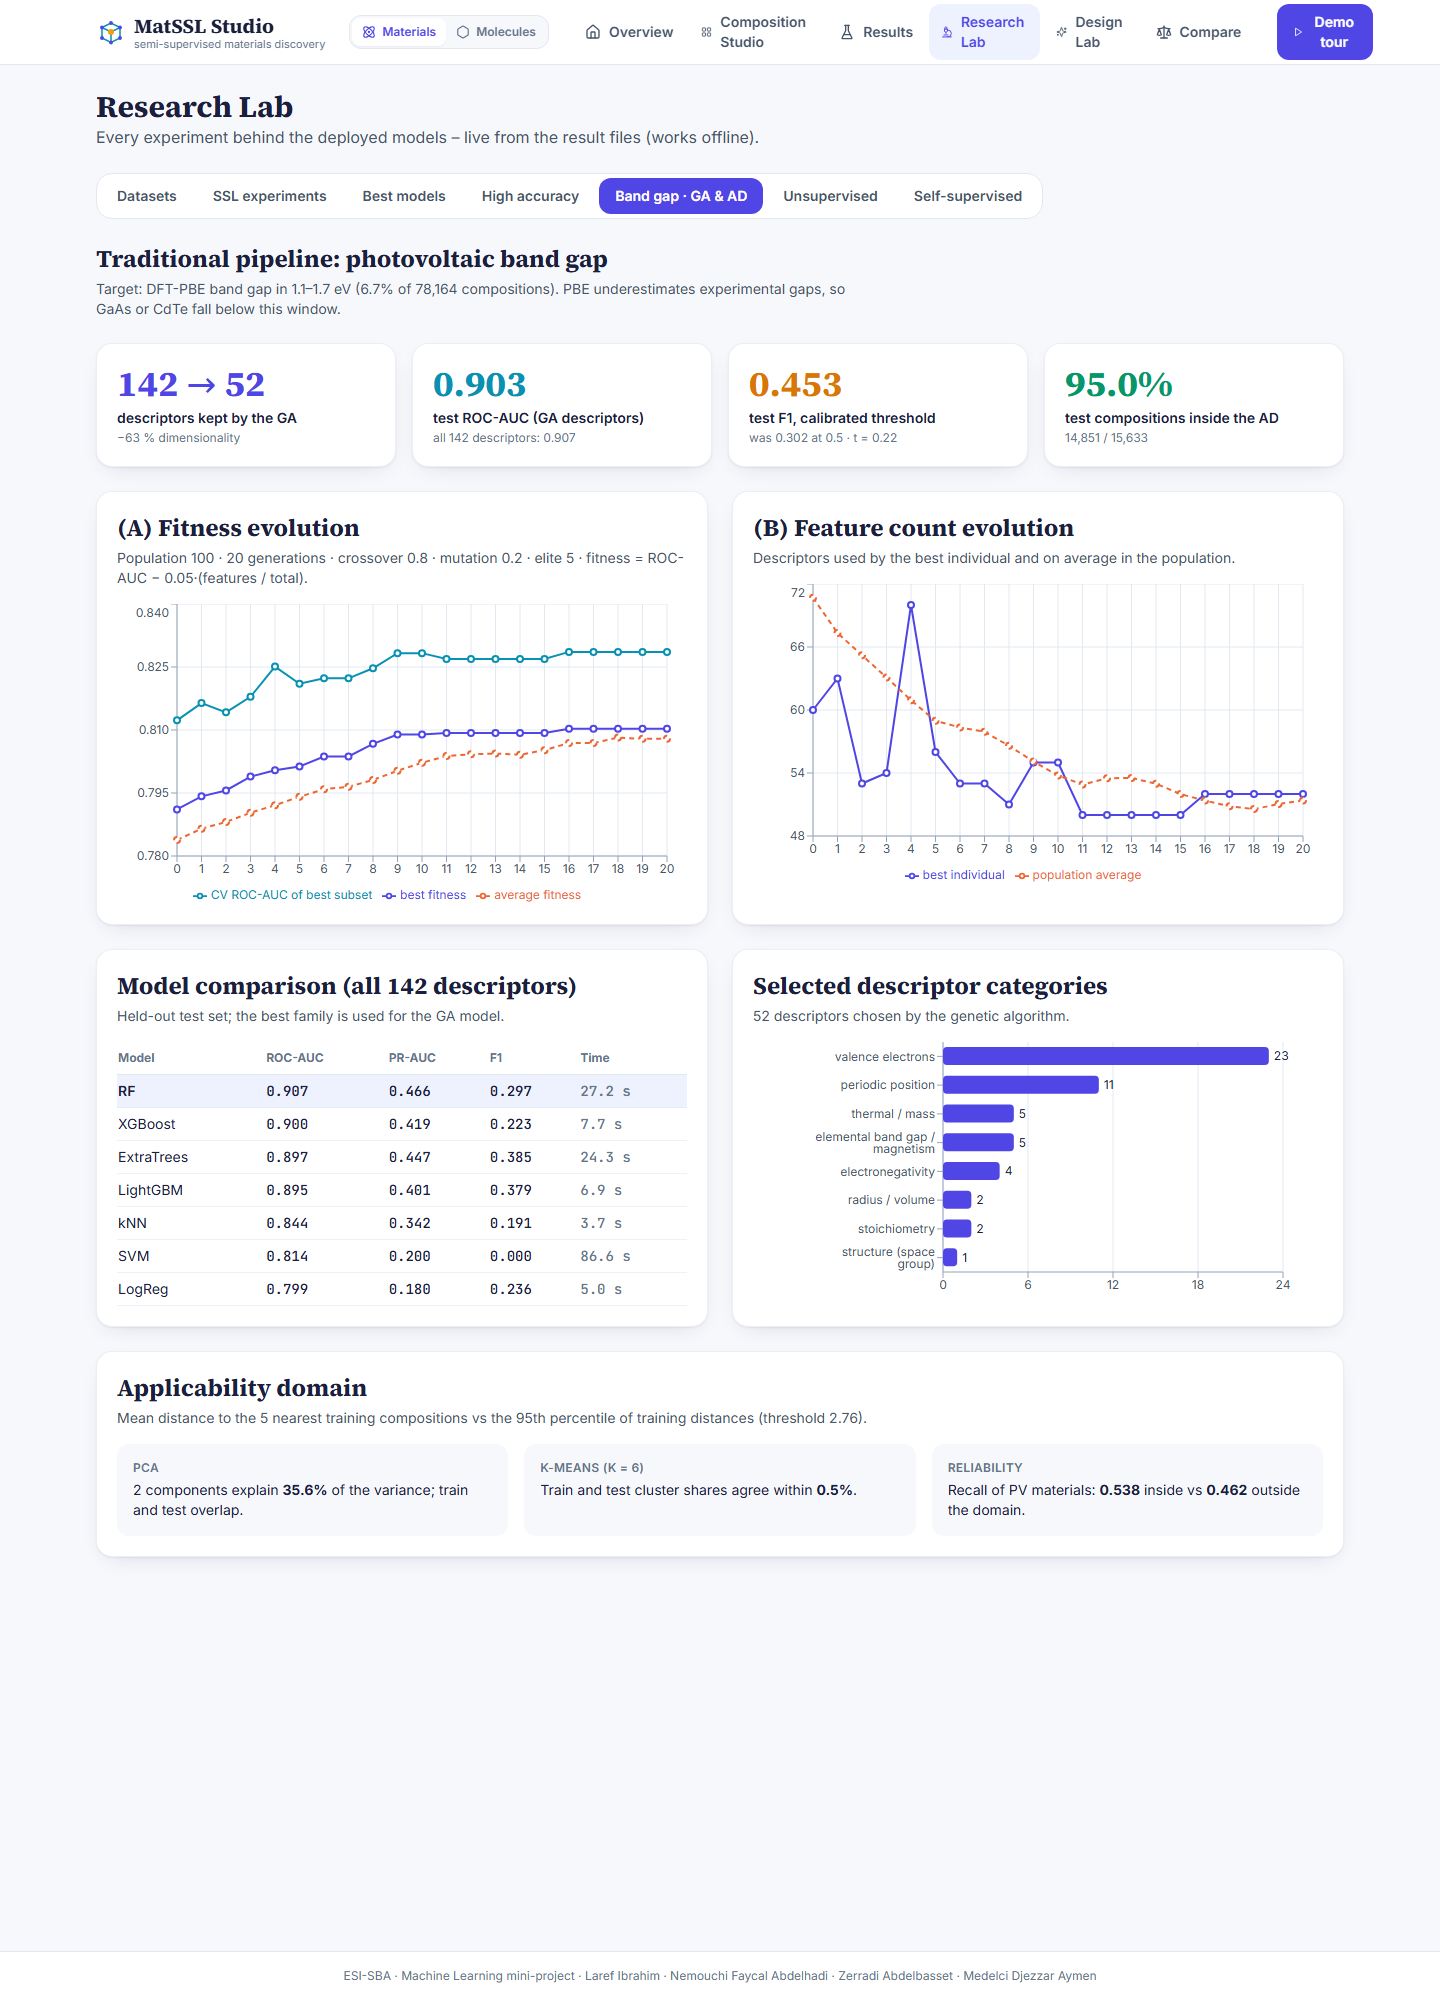 MatSSL Studio
semi-supervised materials discovery
Materials
Molecules
Overview
Composition Studio
Results
Research Lab
Design Lab
Compare
Demo tour
Research Lab
Every experiment behind the deployed models – live from the result files (works offline).
Datasets
SSL experiments
Best models
High accuracy
Band gap · GA & AD
Unsupervised
Self-supervised
Traditional pipeline: photovoltaic band gap
Target: DFT-PBE band gap in 1.1–1.7 eV (6.7% of 78,164 compositions). PBE underestimates experimental gaps, so
GaAs or CdTe fall below this window.
142 → 52
descriptors kept by the GA
−63 % dimensionality
0.903
test ROC-AUC (GA descriptors)
all 142 descriptors: 0.907
0.453
test F1, calibrated threshold
was 0.302 at 0.5 · t = 0.22
95.0%
test compositions inside the AD
14,851 / 15,633
(A) Fitness evolution
Population 100 · 20 generations · crossover 0.8 · mutation 0.2 · elite 5 · fitness = ROC-
AUC − 0.05·(features / total).
0.840
0.825
0.810
0.795
0.780
0 1 2 3 4 5 6 7 8 9 10 11 12 13 14 15 16 17 18 19 20
CV ROC-AUC of best subset
best fitness
average fitness
(B) Feature count evolution
Descriptors used by the best individual and on average in the population.
72
66
60
54
48
0 1 2 3 4 5 6 7 8 9 10 11 12 13 14 15 16 17 18 19 20
best individual
population average
Model comparison (all 142 descriptors)
Held-out test set; the best family is used for the GA model.
Model ROC-AUC PR-AUC F1 Time
RF 0.907 0.466 0.297 27.2 s
XGBoost 0.900 0.419 0.223 7.7 s
ExtraTrees 0.897 0.447 0.385 24.3 s
LightGBM 0.895 0.401 0.379 6.9 s
kNN 0.844 0.342 0.191 3.7 s
SVM 0.814 0.200 0.000 86.6 s
LogReg 0.799 0.180 0.236 5.0 s
Selected descriptor categories
52 descriptors chosen by the genetic algorithm.
valence electrons 23
periodic position 11
thermal / mass 5
elemental band gap /
magnetism 5
electronegativity 4
radius / volume 2
stoichiometry 2
structure (space
group) 1
0 6 12 18 24
Applicability domain
Mean distance to the 5 nearest training compositions vs the 95th percentile of training distances (threshold 2.76).
PCA
2 components explain 35.6% of the variance; train
and test overlap.
K-MEANS (K = 6)
Train and test cluster shares agree within 0.5%.
RELIABILITY
Recall of PV materials: 0.538 inside vs 0.462 outside
the domain.
ESI-SBA · Machine Learning mini-project · Laref Ibrahim · Nemouchi Faycal Abdelhadi · Zerradi Abdelbasset · Medelci Djezzar Aymen